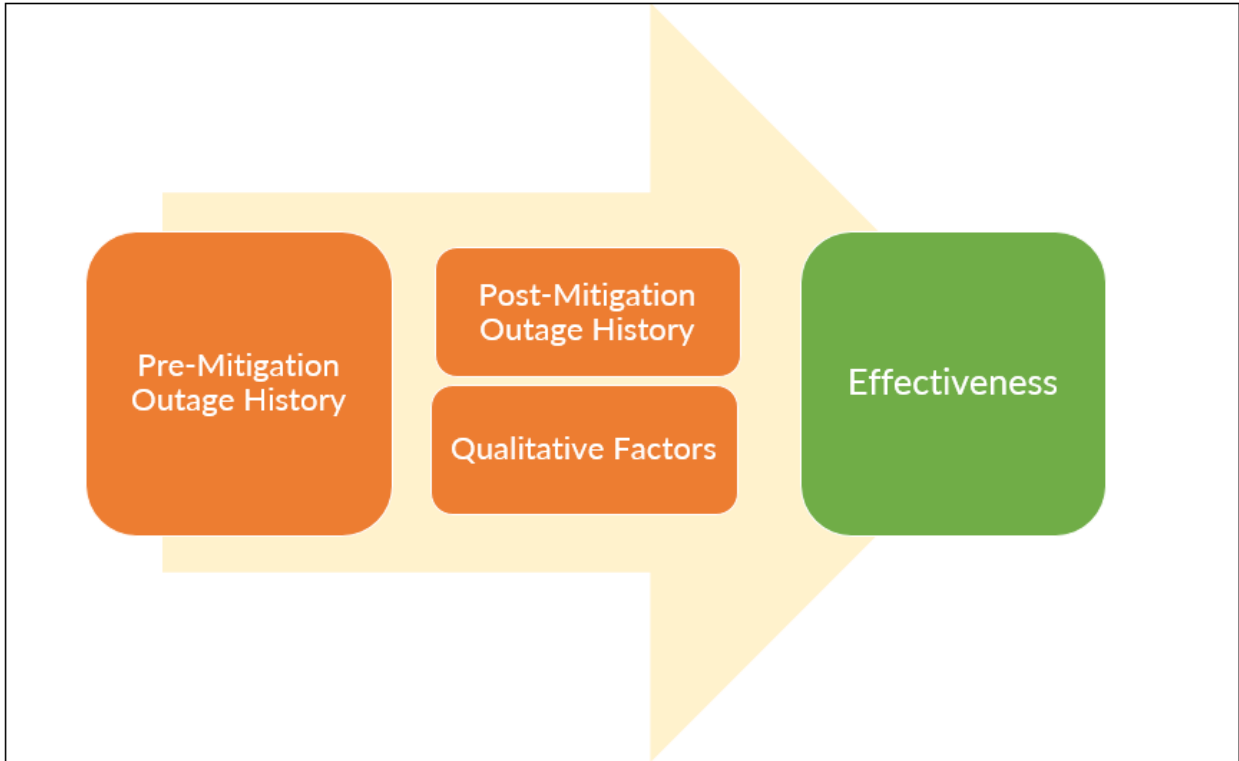 Pre-Mitigation
Outage History
Post-Mitigation
Outage History
Qualitative Factors
Effectiveness